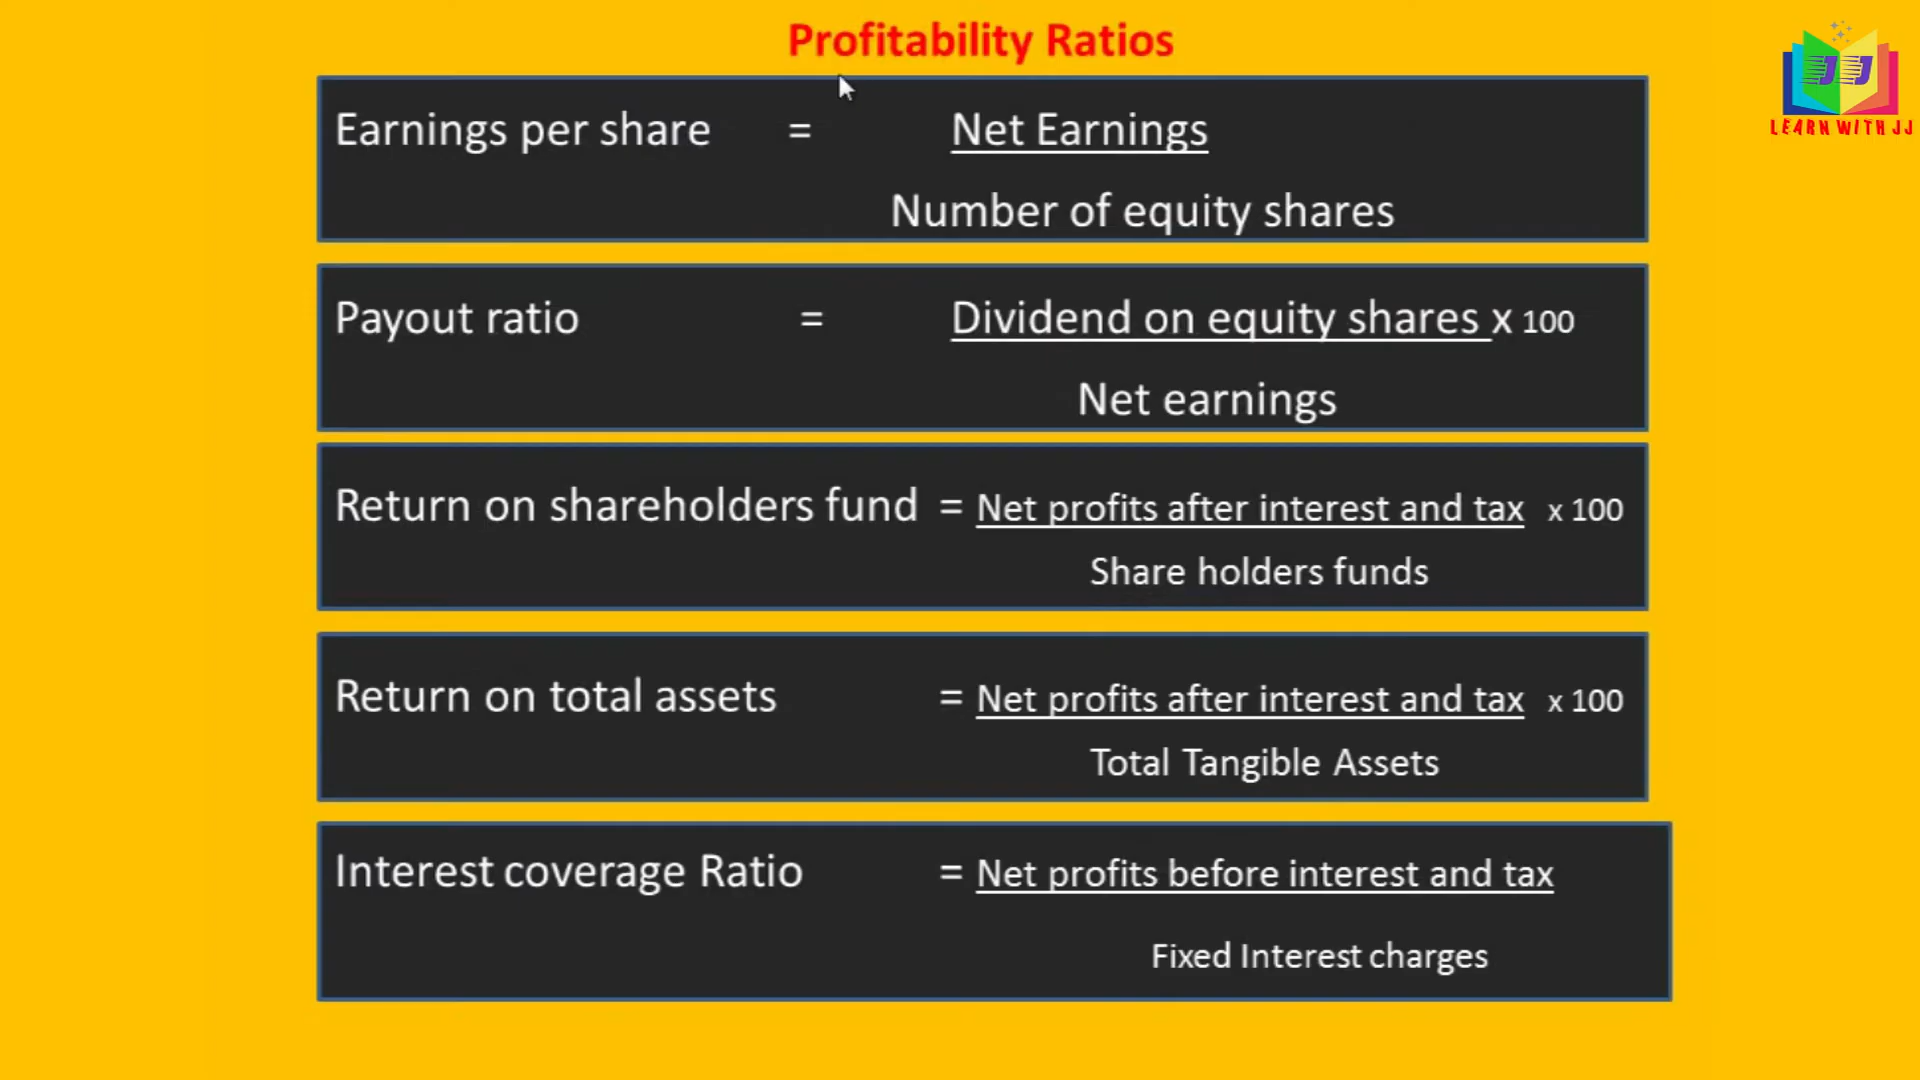 Profitability Ratios
LEARN WITH JJ
Earnings per share = Net Earnings
Number of equity shares
Payout ratio = Dividend on equity shares x 100
Net earnings
Return on shareholders fund = Net profits after interest and tax x 100
Share holders funds
Return on total assets = Net profits after interest and tax x 100
Total Tangible Assets
Interest coverage Ratio = Net profits before interest and tax
Fixed Interest charges